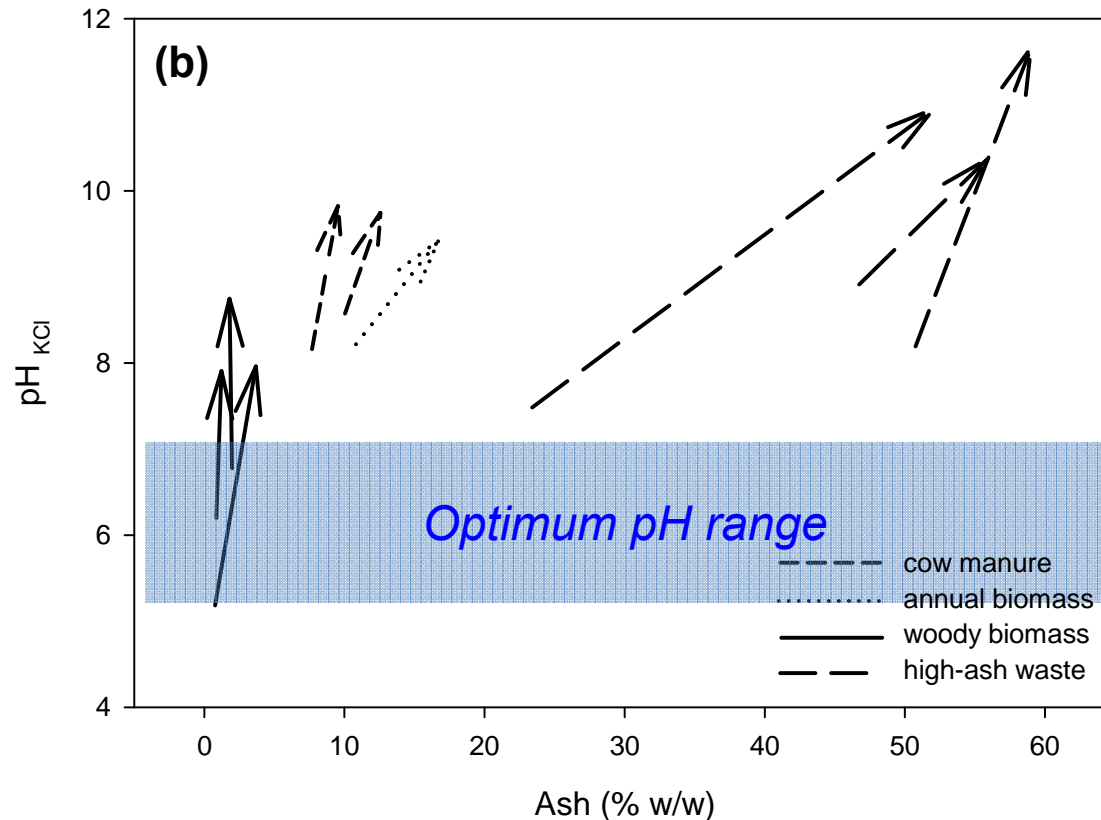 (b)
12
10
8
6
4
pH KCl
Optimum pH range
cow manure
annual biomass
woody biomass
high-ash waste
0 10 20 30 40 50 60
Ash (% w/w)